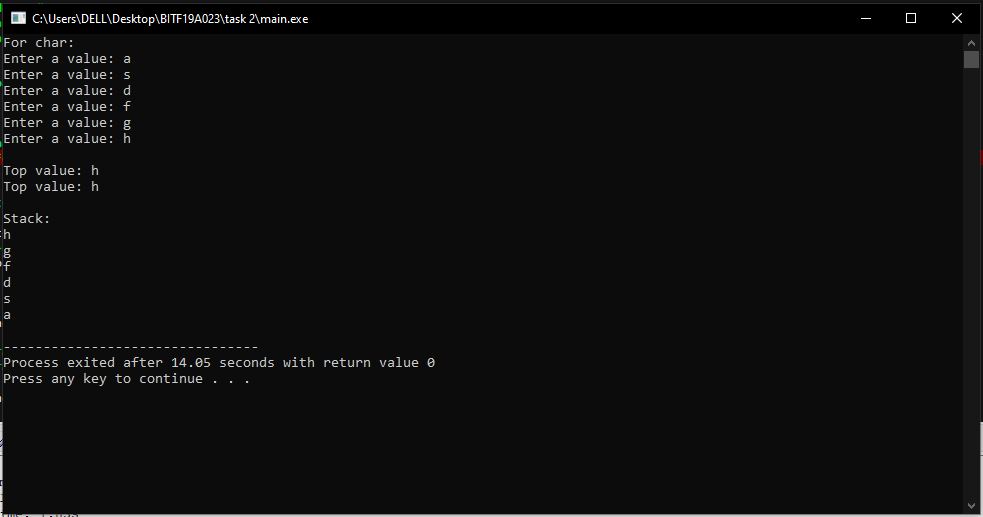 C:\Users\DELL\Desktop\BITF19A023\task 2\main.exe
For char:
Enter a value: a
Enter a value: s
Enter a value: d
Enter a value: f
Enter a value: g
Enter a value: h
Top value: h
Top value: h
Stack:
h
g
f
d
s
a
--------------------------------
Process exited after 14.05 seconds with return value 0
Press any key to continue . . .